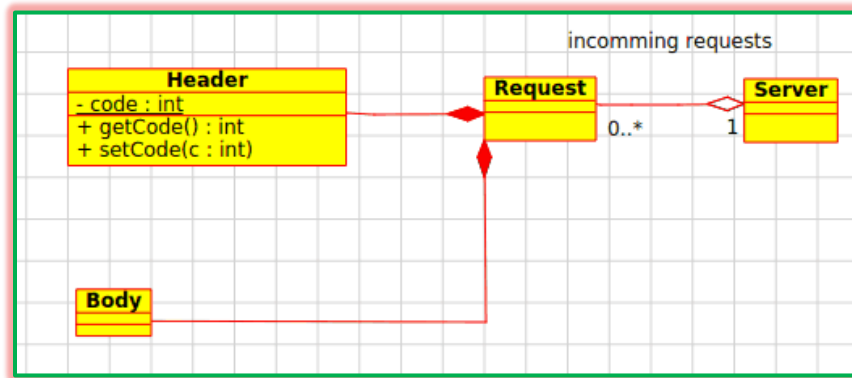 incomming requests
Header
- code : int
+ getCode() : int
+ setCode(c : int)
Request
Server
0..*
1
Body